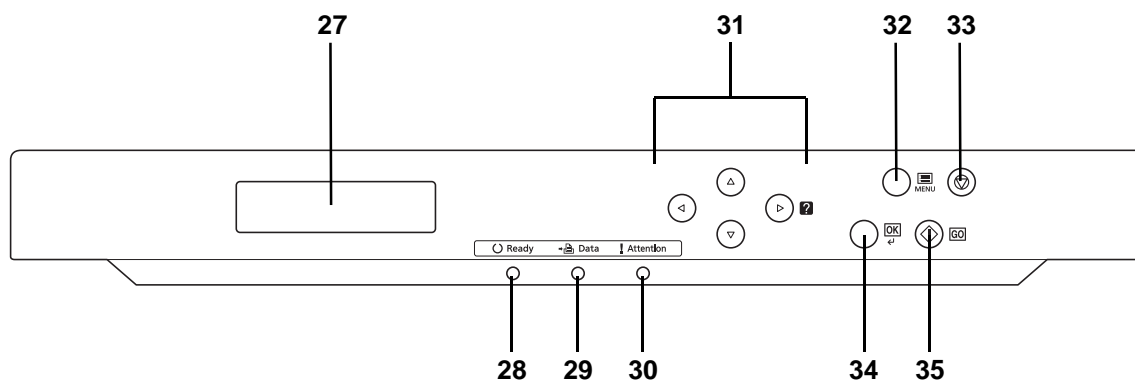 27 31 32 33
MENU
?
OK GO
Ready Data ! Attention
28 29 30 34 35